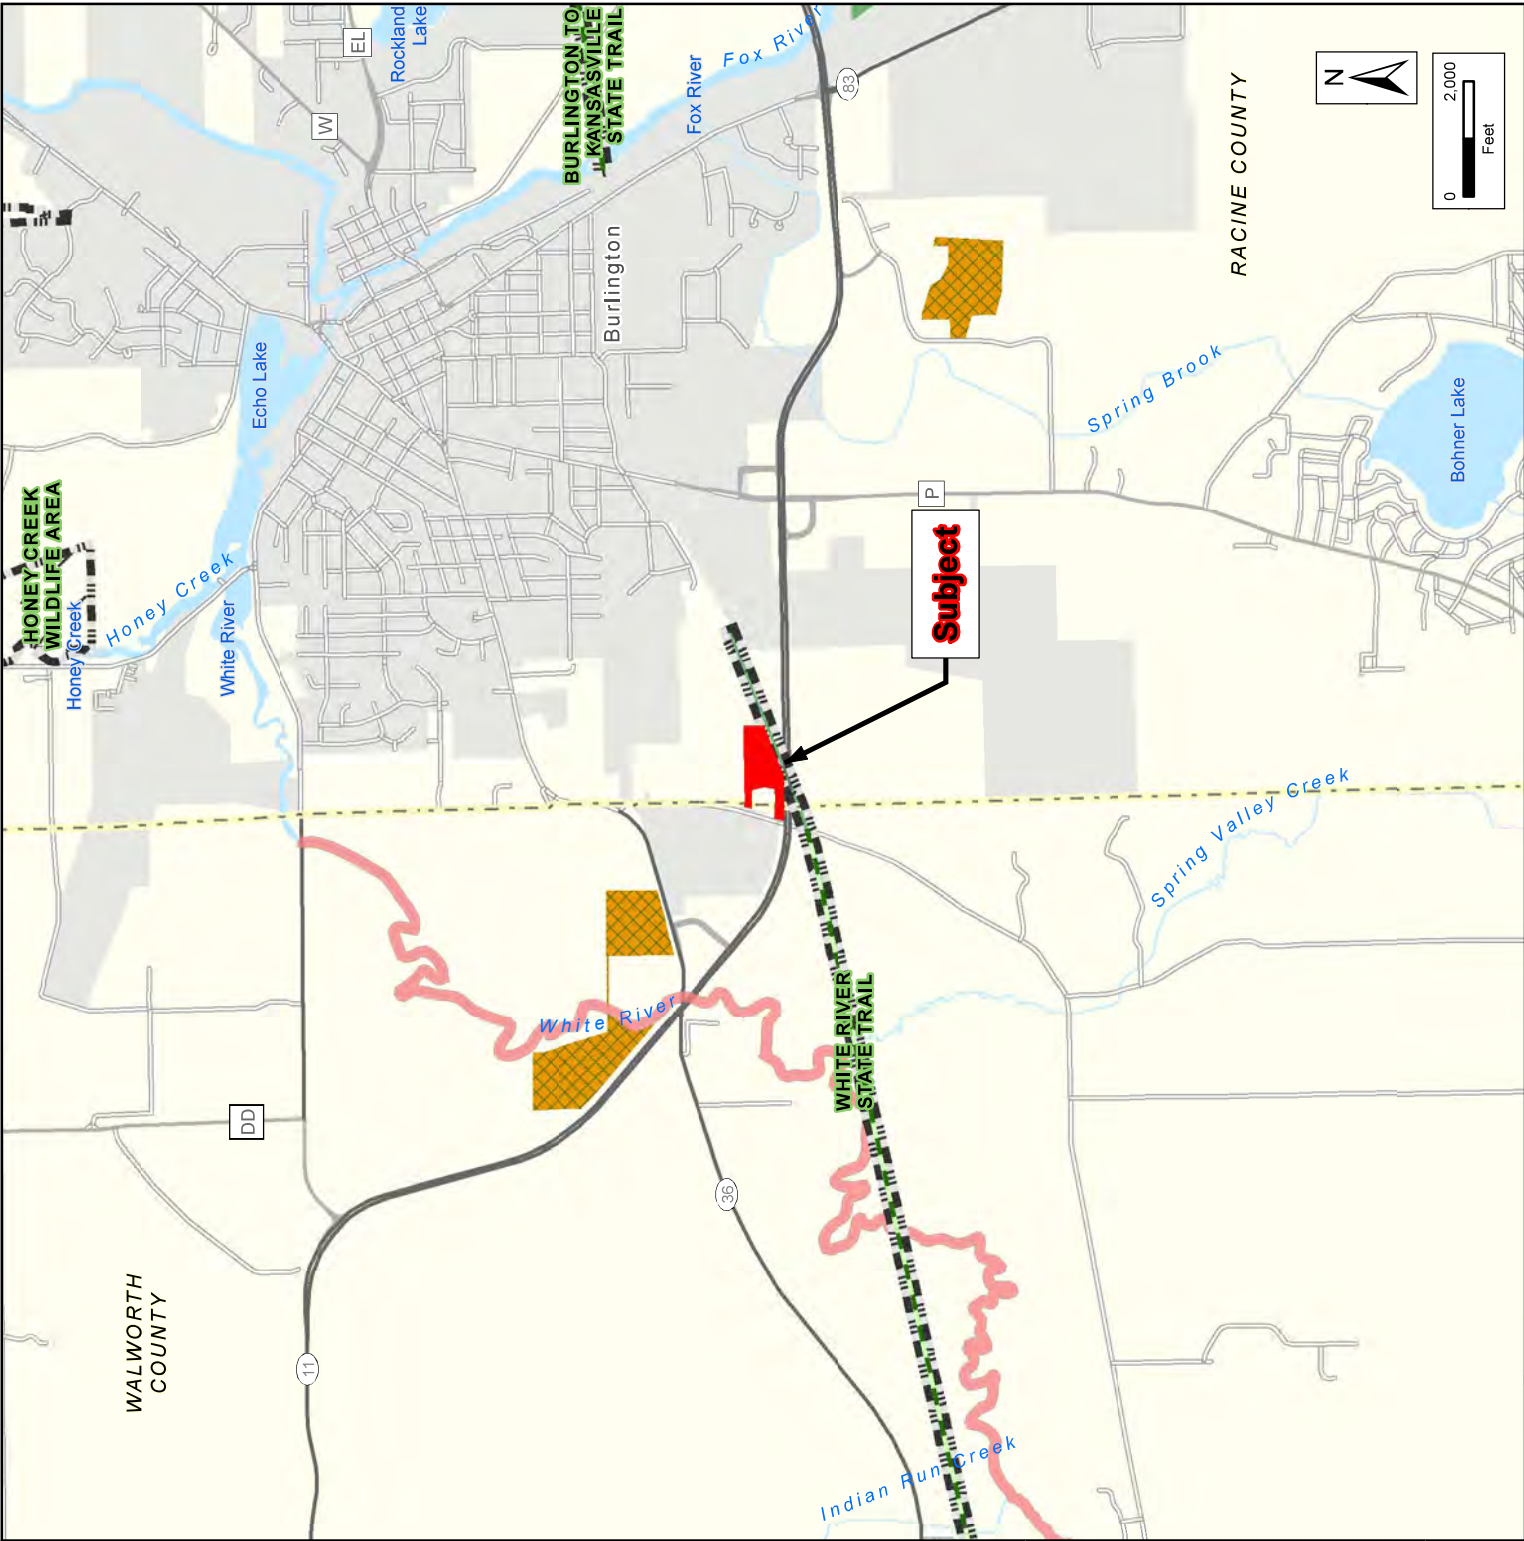 HONEY CREEK
WILDLIFE AREA
Honey Creek
Honey Creek
White River
Echo Lake
W
EL
Rockland
Lake
BURLINGTON TO
KANSASVILLE
STATE TRAIL
Fox River
Fox River
Burlington
83
N
0
2,000
Feet
RACINE COUNTY
Spring Brook
Bohner Lake
P
Subject
Spring Valley Creek
White River
WHITE RIVER
STATE TRAIL
DD
36
11
WALWORTH
COUNTY
Indian Run Creek